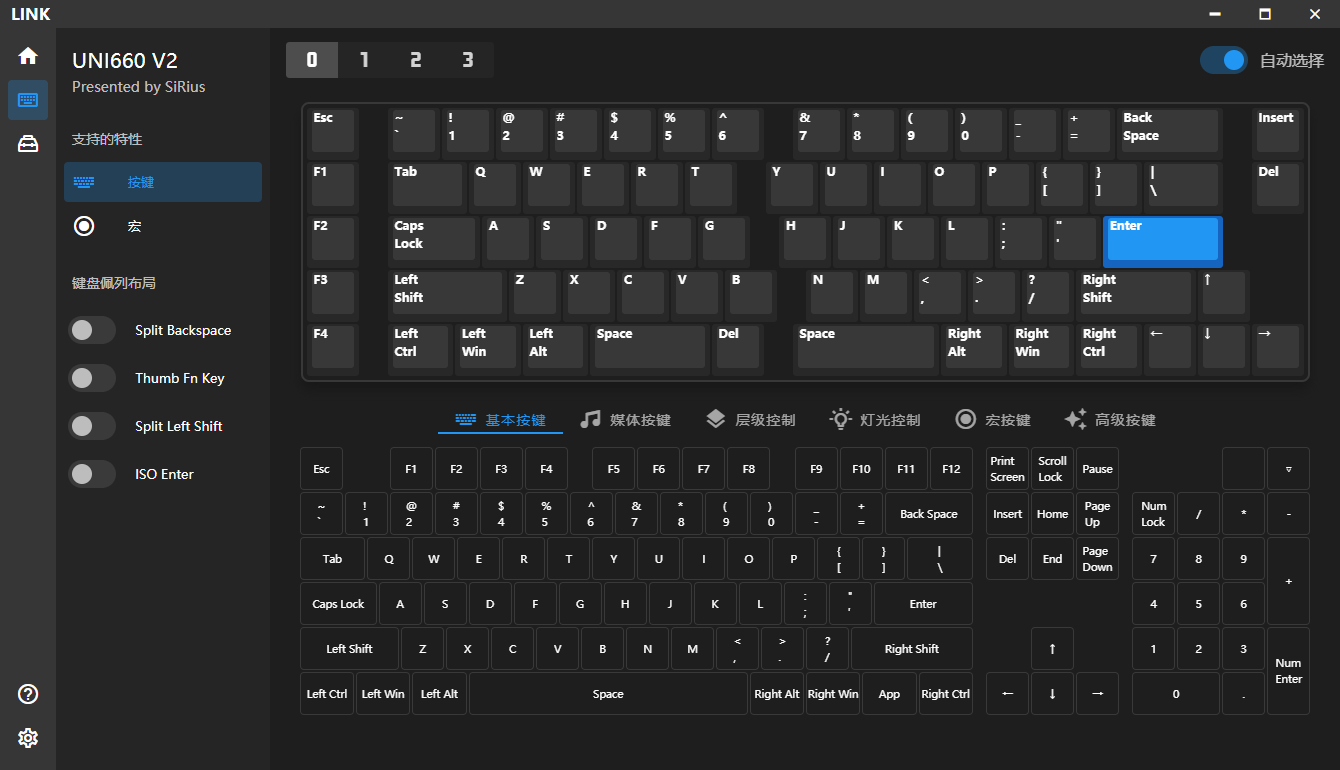 LINK
UNI660 V2
Presented by SiRius
支持的特性
按键
宏
键盘佩列布局
Split Backspace
Thumb Fn Key
Split Left Shift
ISO Enter
0 1 2 3
自动选择
Esc ~ ! @ # $ % ^ & * ( ) _ + Back Insert
` 1 2 3 4 5 6 7 8 9 0 - = Space
F1 Tab Q W E R T Y U I O P { } | Del
[ ] \
F2 Caps A S D F G H J K L : " Enter
Lock ; '
F3 Left Z X C V B N M < > ? Right ↑
Shift , . / Shift
F4 Left Left Left Space Del Space Right Right Right ← ↓ →
Ctrl Win Alt Alt Win Ctrl
基本按键 媒体按键 层级控制 灯光控制 宏按键 高级按键
Esc F1 F2 F3 F4 F5 F6 F7 F8 F9 F10 F11 F12 Print Scroll Pause ▿
Screen Lock
~ ! @ # $ % ^ & * ( ) _ + Back Space Insert Home Page Num / * -
` 1 2 3 4 5 6 7 8 9 0 - = Up Lock
Tab Q W E R T Y U I O P { } | Del End Page 7 8 9 +
[ ] \ Down
Caps Lock A S D F G H J K L : " Enter 4 5 6
; '
Left Shift Z X C V B N M < > ? Right Shift ↑ 1 2 3 Num
, . / Enter
Left Ctrl Left Win Left Alt Space Right Alt Right Win App Right Ctrl ← ↓ → 0 .